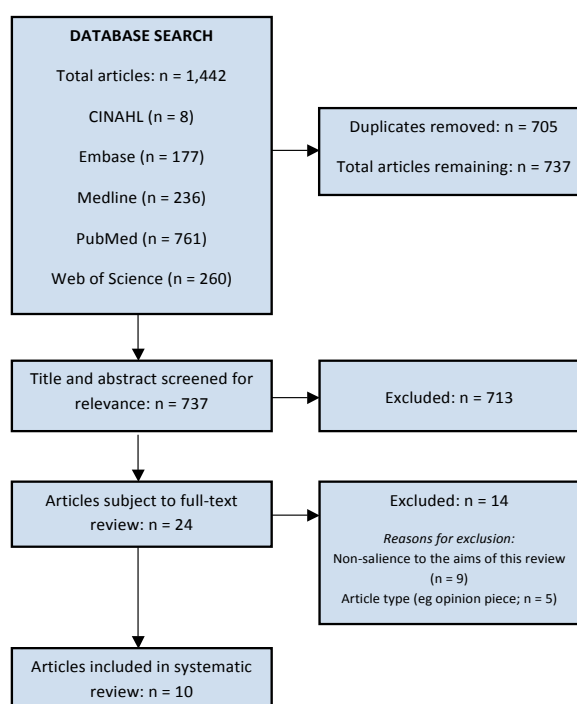 DATABASE SEARCH
Total articles: n = 1,442
CINAHL (n = 8)
Embase (n = 177)
Medline (n = 236)
PubMed (n = 761)
Web of Science (n = 260)
Duplicates removed: n = 705
Total articles remaining: n = 737
Title and abstract screened for
relevance: n = 737
Excluded: n = 713
Articles subject to full-text
review: n = 24
Excluded: n = 14
Reasons for exclusion:
Non-salience to the aims of this review
(n = 9)
Article type (eg opinion piece; n = 5)
Articles included in systematic
review: n = 10